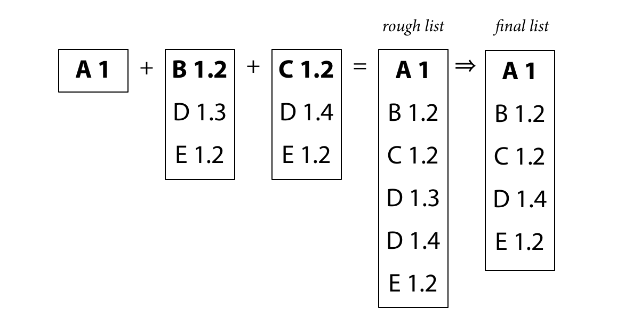 rough list final list
A 1 + B 1.2 + C 1.2 = A 1 ⇒ A 1
D 1.3 D 1.4 B 1.2 B 1.2
E 1.2 E 1.2 C 1.2 C 1.2
D 1.3 D 1.4
D 1.4 E 1.2
E 1.2